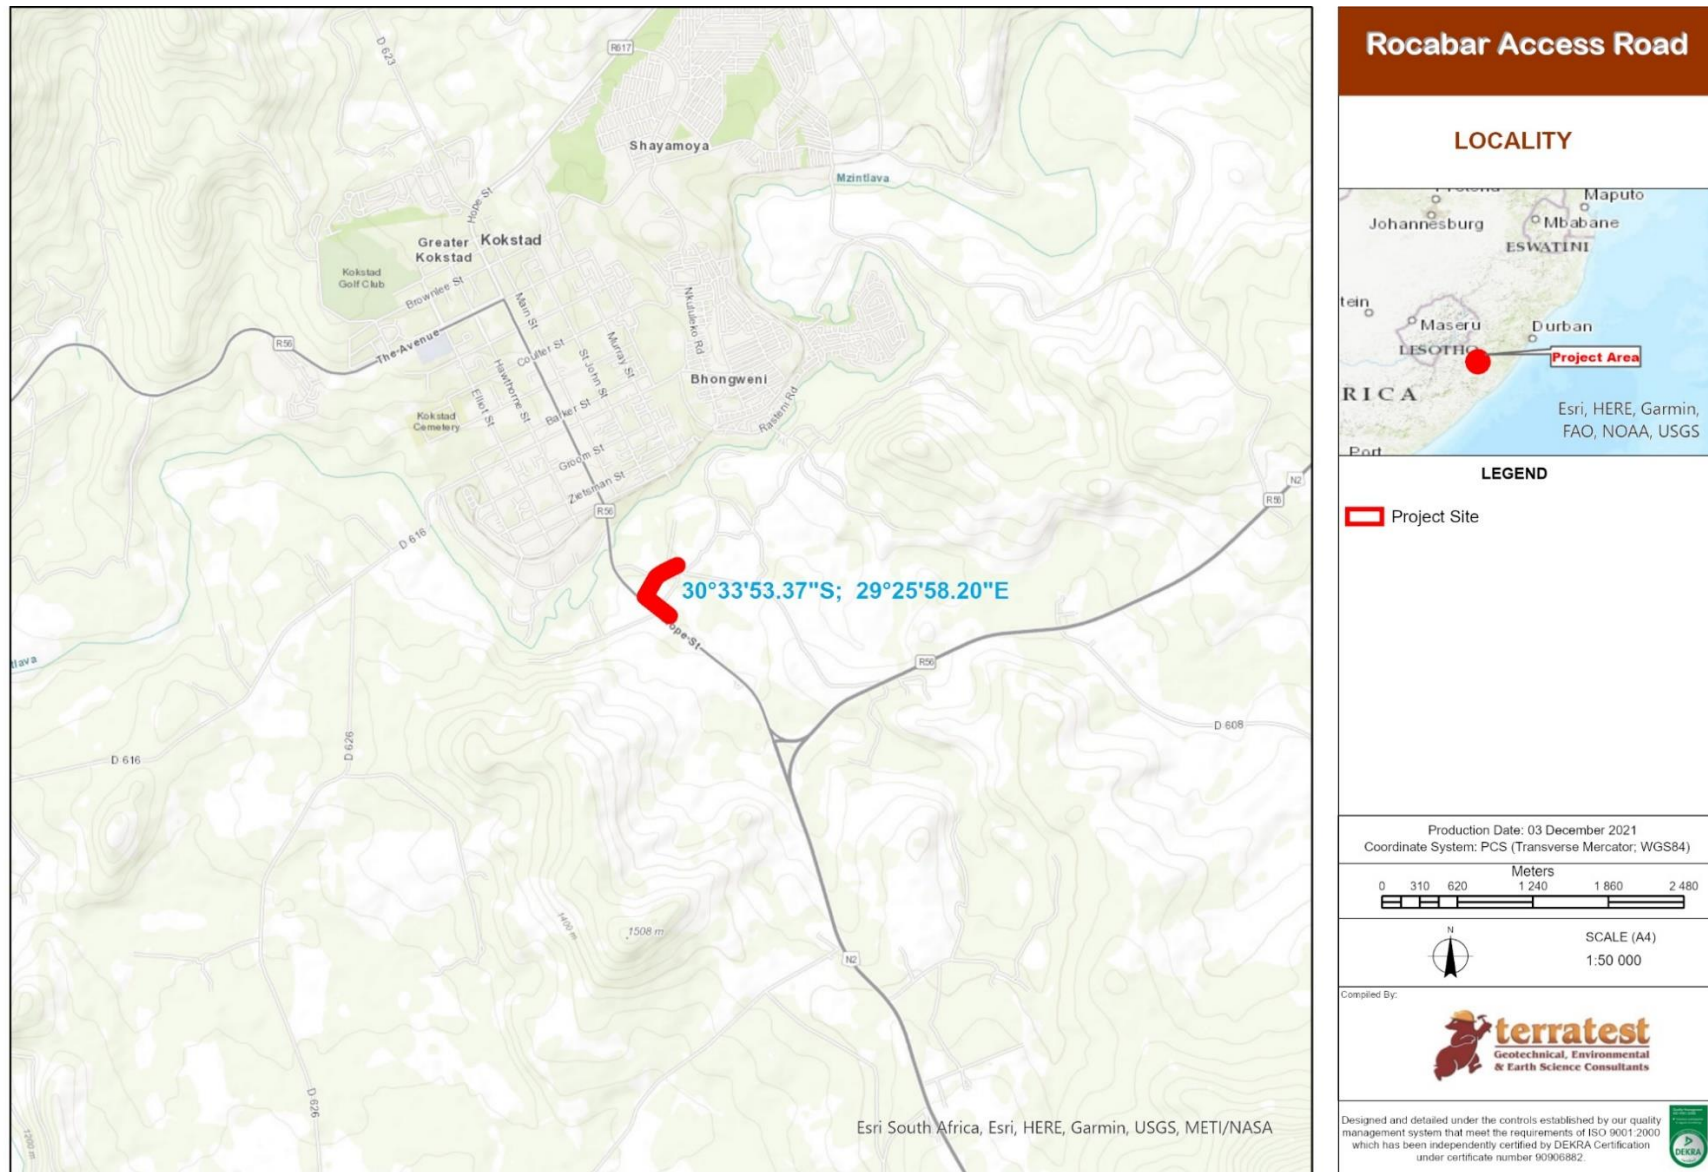 D 623
R617
Shayamoya
Mzintlava
Hope St
Greater
Kokstad
Kokstad
Kokstad
Golf Club
Brownlee St
Main St
Nkululeko Rd
R56
The Avenue
Coulter St
Murray St
St John St
Hawthorne St
Elliot St
Barker St
Bhongweni
Rasteni Rd
Kokstad
Cemetery
Groom St
Zietsman St
R56
D 616
N2
R56
30°33'53.37"S; 29°25'58.20"E
ope St
tlava
R56
D 608
D 616
D 626
1400 m
1508 m
N2
D 626
1200 m
Esri South Africa, Esri, HERE, Garmin, USGS, METI/NASA
Rocabar Access Road
LOCALITY
Maputo
Johannesburg
Mbabane
ESWATINI
tein
Maseru
Durban
LESOTHO
Project Area
RICA
Esri, HERE, Garmin,
FAO, NOAA, USGS
Port
LEGEND
Project Site
Production Date: 03 December 2021
Coordinate System: PCS (Transverse Mercator; WGS84)
Meters
0 310 620 1 240 1 860 2 480
N
SCALE (A4)
1:50 000
Compiled By:
terratest
Geotechnical, Environmental
& Earth Science Consultants
Designed and detailed under the controls established by our quality
management system that meet the requirements of ISO 9001:2000
which has been independently certified by DEKRA Certification
under certificate number 90906882.
DEKRA